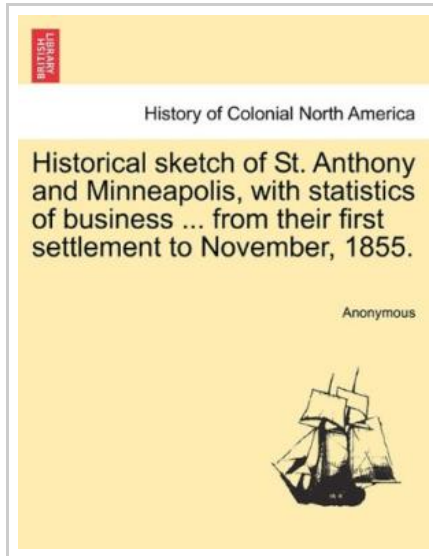 BRITISH
LIBRARY
History of Colonial North America
Historical sketch of St. Anthony
and Minneapolis, with statistics
of business ... from their first
settlement to November, 1855.
Anonymous